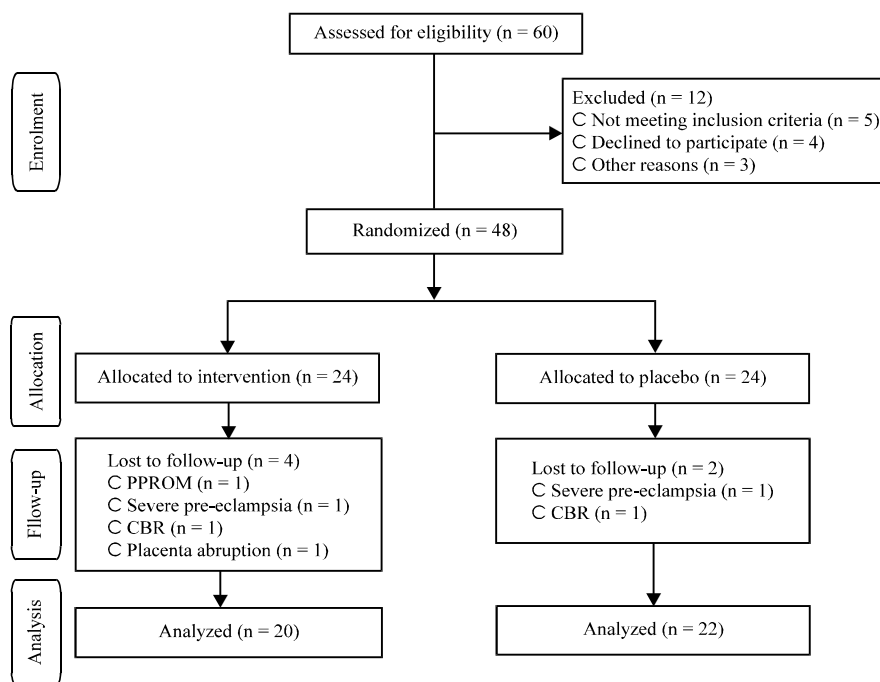 Assessed for eligibility (n = 60)
Enrolment
Excluded (n = 12)
C Not meeting inclusion criteria (n = 5)
C Declined to participate (n = 4)
C Other reasons (n = 3)
Randomized (n = 48)
Allocation
Allocated to intervention (n = 24)
Allocated to placebo (n = 24)
Fllow-up
Lost to follow-up (n = 4)
C PPROM (n = 1)
C Severe pre-eclampsia (n = 1)
C CBR (n = 1)
C Placenta abruption (n = 1)
Lost to follow-up (n = 2)
C Severe pre-eclampsia (n = 1)
C CBR (n = 1)
Analysis
Analyzed (n = 20)
Analyzed (n = 22)